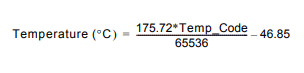 Temperature (°C) = 175.72*Temp_Code / 65536 – 46.85